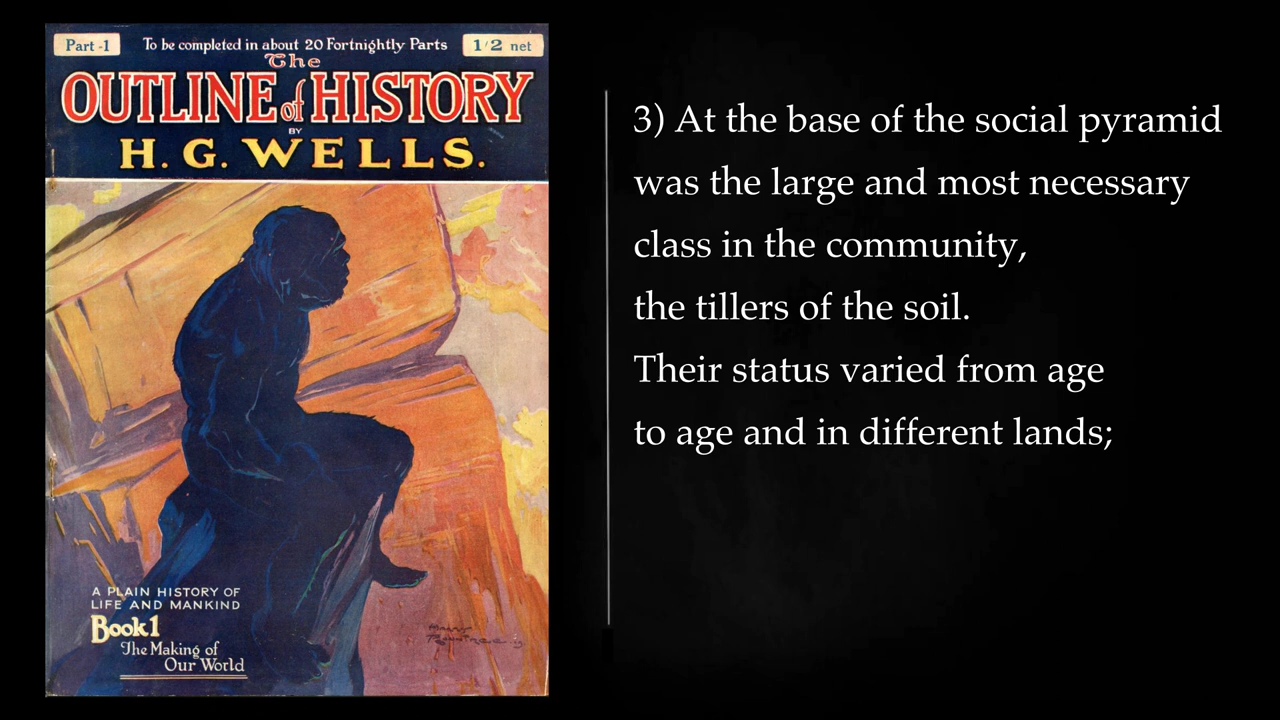 Part -1
To be completed in about 20 Fortnightly Parts
1/2 net
The
OUTLINE of HISTORY
BY
H. G. WELLS.
A PLAIN HISTORY OF
LIFE AND MANKIND
Book 1
The Making of
Our World
3) At the base of the social pyramid
was the large and most necessary
class in the community,
the tillers of the soil.
Their status varied from age
to age and in different lands;